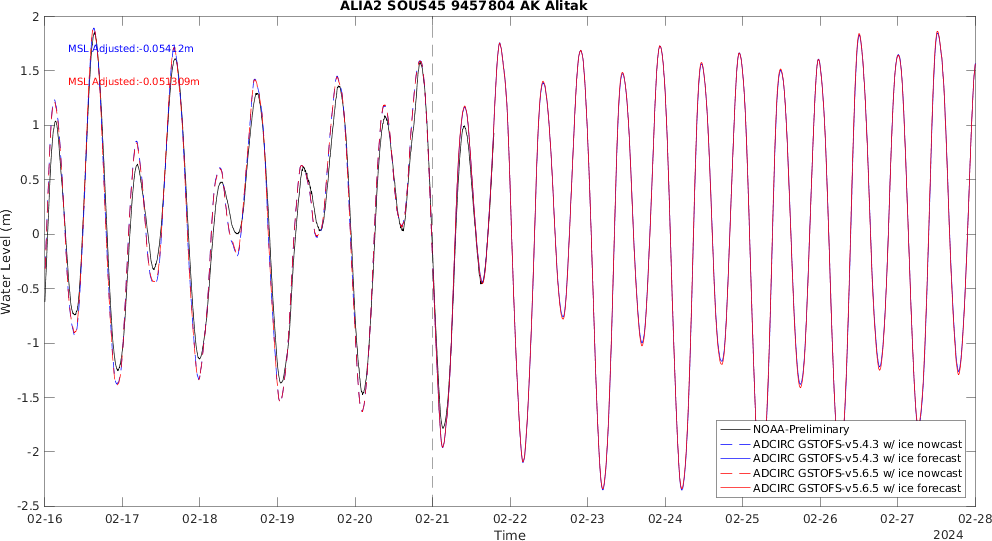 ALIA2 SOUS45 9457804 AK Alitak
MSL Adjusted:-0.05412m
MSL Adjusted:-0.051309m
Water Level (m)
2
1.5
1
0.5
0
-0.5
-1
-1.5
-2
-2.5
NOAA-Preliminary
ADCIRC GSTOFS-v5.4.3 w/ ice nowcast
ADCIRC GSTOFS-v5.4.3 w/ ice forecast
ADCIRC GSTOFS-v5.6.5 w/ ice nowcast
ADCIRC GSTOFS-v5.6.5 w/ ice forecast
02-16 02-17 02-18 02-19 02-20 02-21 02-22 02-23 02-24 02-25 02-26 02-27 02-28
Time
2024